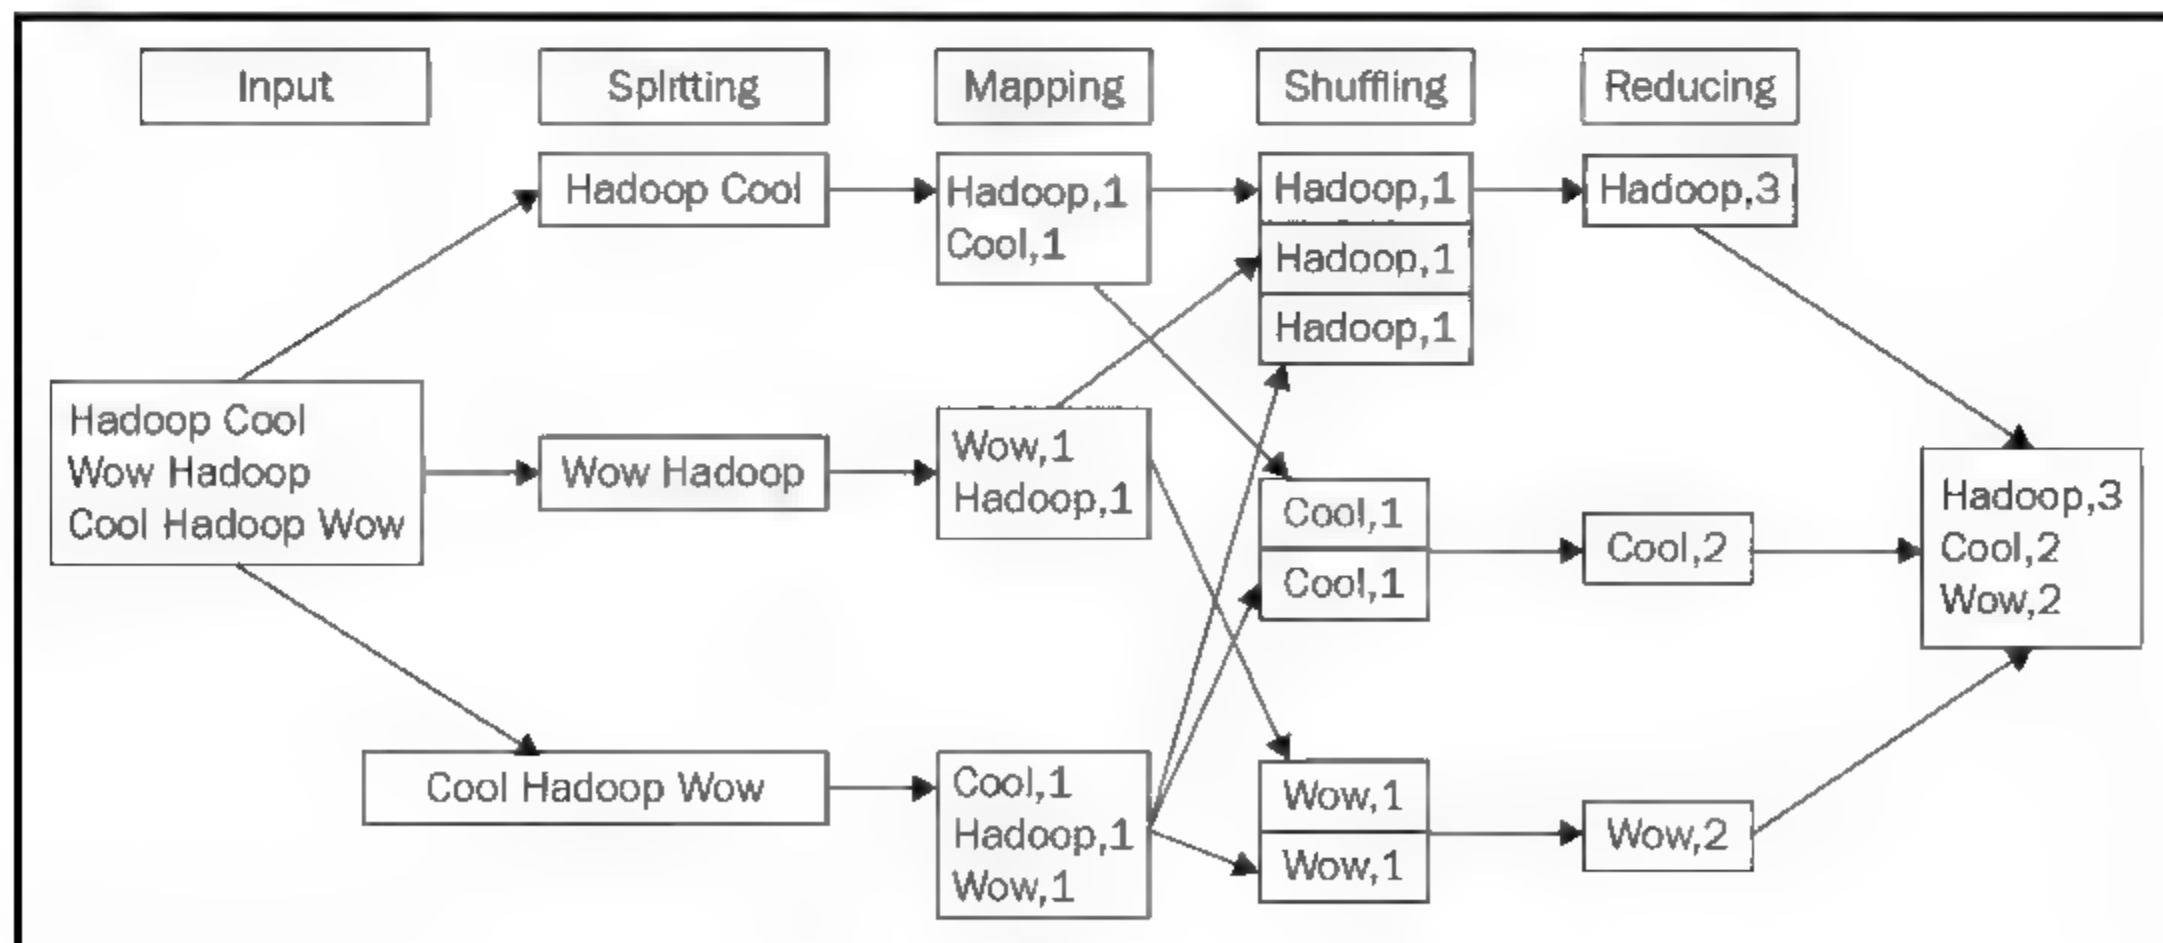 Input
Splitting
Mapping
Shuffling
Reducing
Hadoop Cool
Wow Hadoop
Cool Hadoop Wow
Hadoop Cool
Wow Hadoop
Cool Hadoop Wow
Hadoop,1
Cool,1
Wow,1
Hadoop,1
Cool,1
Hadoop,1
Wow,1
Hadoop,1
Hadoop,1
Hadoop,1
Cool,1
Cool,1
Wow,1
Wow,1
Hadoop,3
Cool,2
Wow,2
Hadoop,3
Cool,2
Wow,2